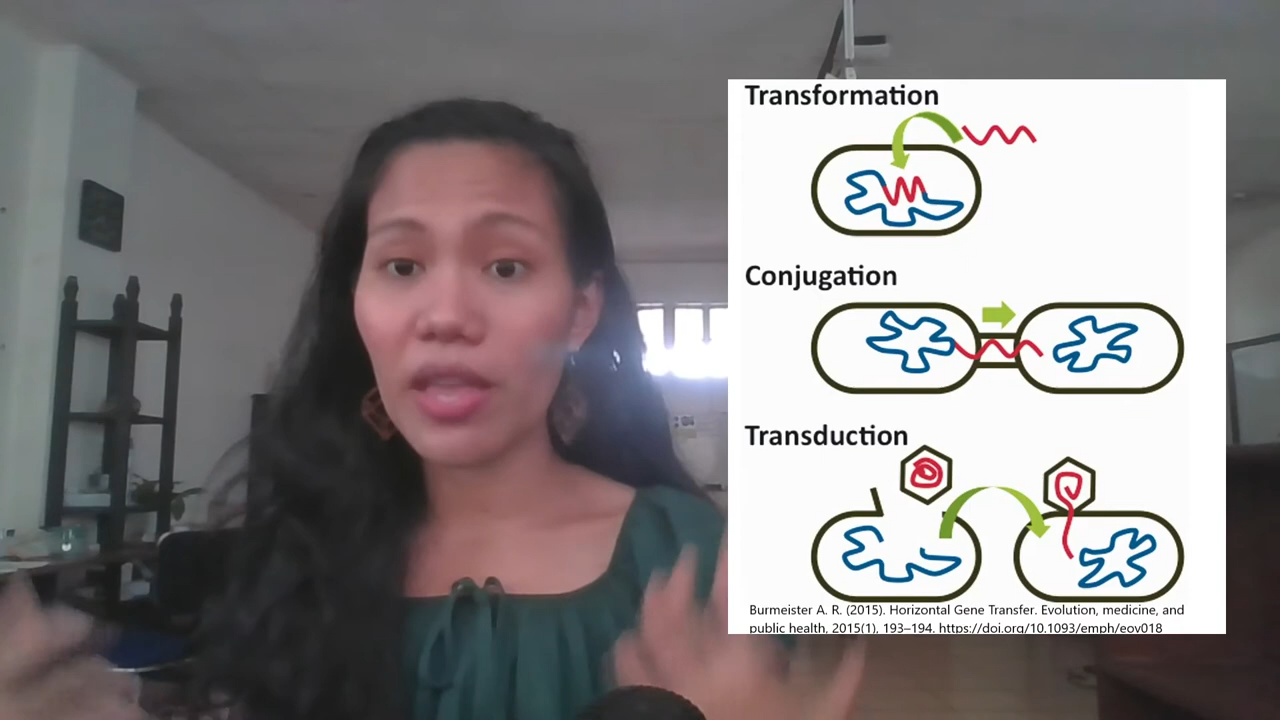 Transformation
Conjugation
Transduction
Burmeister A. R. (2015). Horizontal Gene Transfer. Evolution, medicine, and
public health, 2015(1), 193–194. https://doi.org/10.1093/emph/eov018